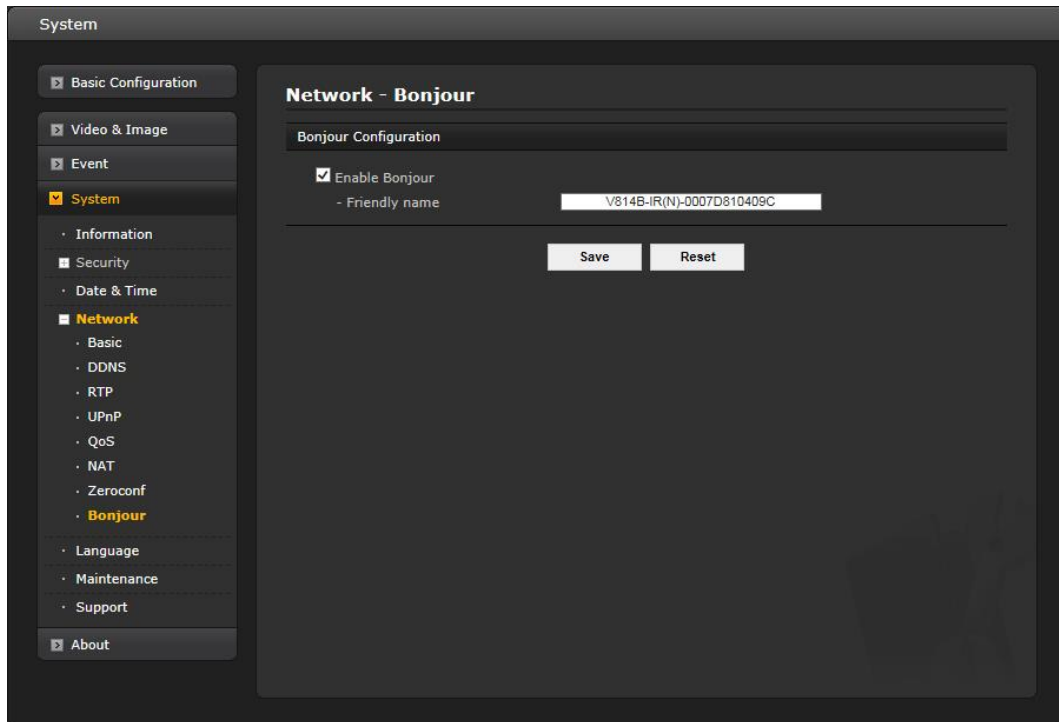 System
Basic Configuration
Video & Image
Event
System
Information
Security
Date & Time
Network
Basic
DDNS
RTP
UPnP
QoS
NAT
Zeroconf
Bonjour
Language
Maintenance
Support
About
Network - Bonjour
Bonjour Configuration
Enable Bonjour
- Friendly name V814B-IR(N)-0007D810409C
Save Reset